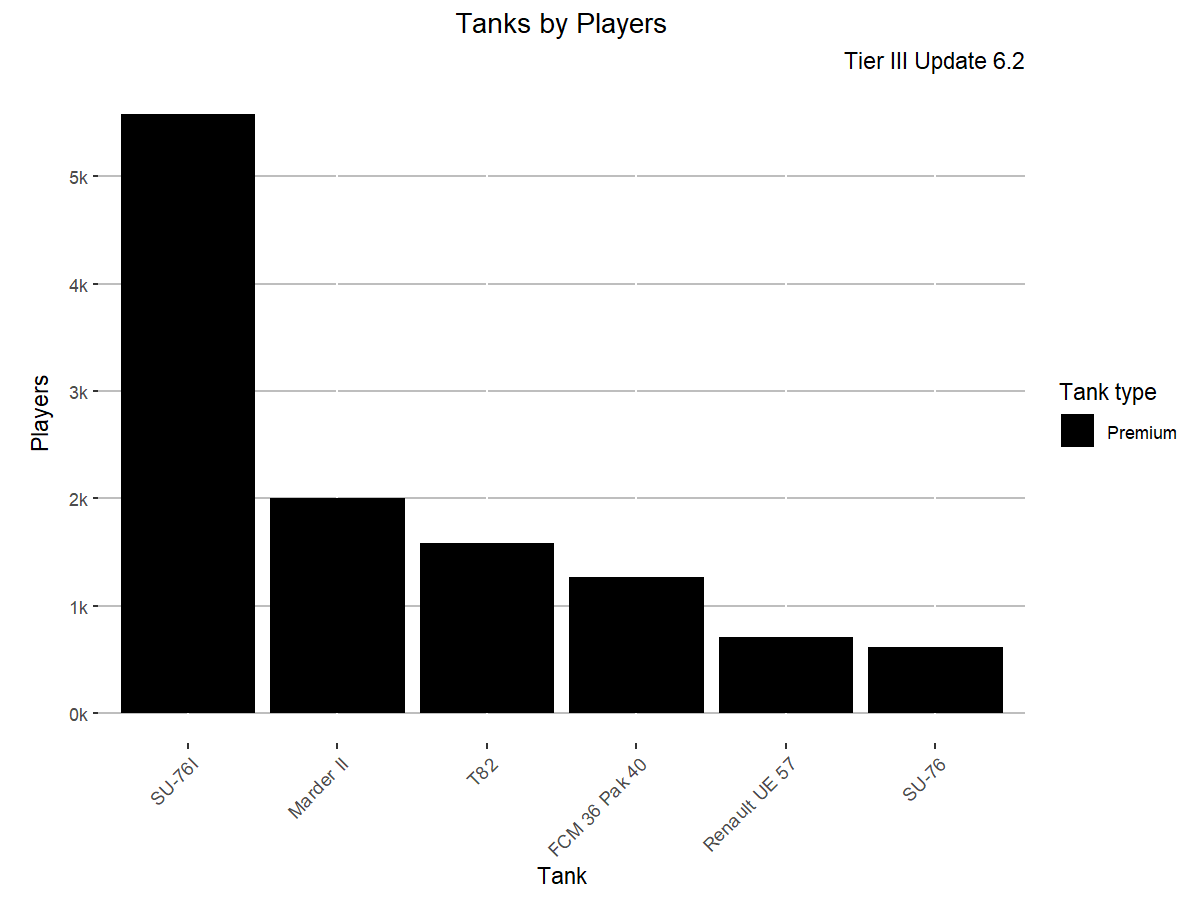 Tanks by Players
Tier III Update 6.2
5k
4k
3k
2k
1k
0k
Players
SU-76I
Marder II
T82
FCM 36 Pak 40
Renault UE 57
SU-76
Tank
Tank type
Premium